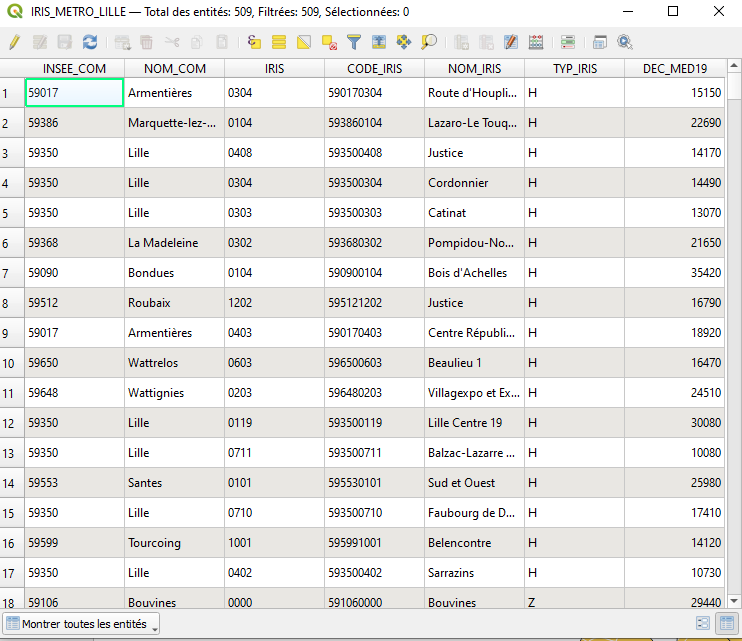 IRIS_METRO_LILLE — Total des entités: 509, Filtrées: 509, Sélectionnées: 0
INSEE_COM NOM_COM IRIS CODE_IRIS NOM_IRIS TYP_IRIS DEC_MED19
1 59017 Armentières 0304 590170304 Route d'Houpli... H 15150
2 59386 Marquette-lez-... 0104 593860104 Lazaro-Le Touq... H 22690
3 59350 Lille 0408 593500408 Justice H 14170
4 59350 Lille 0304 593500304 Cordonnier H 14490
5 59350 Lille 0303 593500303 Catinat H 13070
6 59368 La Madeleine 0302 593680302 Pompidou-No... H 21650
7 59090 Bondues 0104 590900104 Bois d'Achelles H 35420
8 59512 Roubaix 1202 595121202 Justice H 16790
9 59017 Armentières 0403 590170403 Centre Républi... H 18920
10 59650 Wattrelos 0603 596500603 Beaulieu 1 H 16470
11 59648 Wattignies 0203 596480203 Villagexpo et Ex... H 24510
12 59350 Lille 0119 593500119 Lille Centre 19 H 30080
13 59350 Lille 0711 593500711 Balzac-Lazarre ... H 10080
14 59553 Santes 0101 595530101 Sud et Ouest H 25980
15 59350 Lille 0710 593500710 Faubourg de D... H 17410
16 59599 Tourcoing 1001 595991001 Belencontre H 14120
17 59350 Lille 0402 593500402 Sarrazins H 10730
18 59106 Bouvines 0000 591060000 Bouvines Z 29440
Montrer toutes les entités